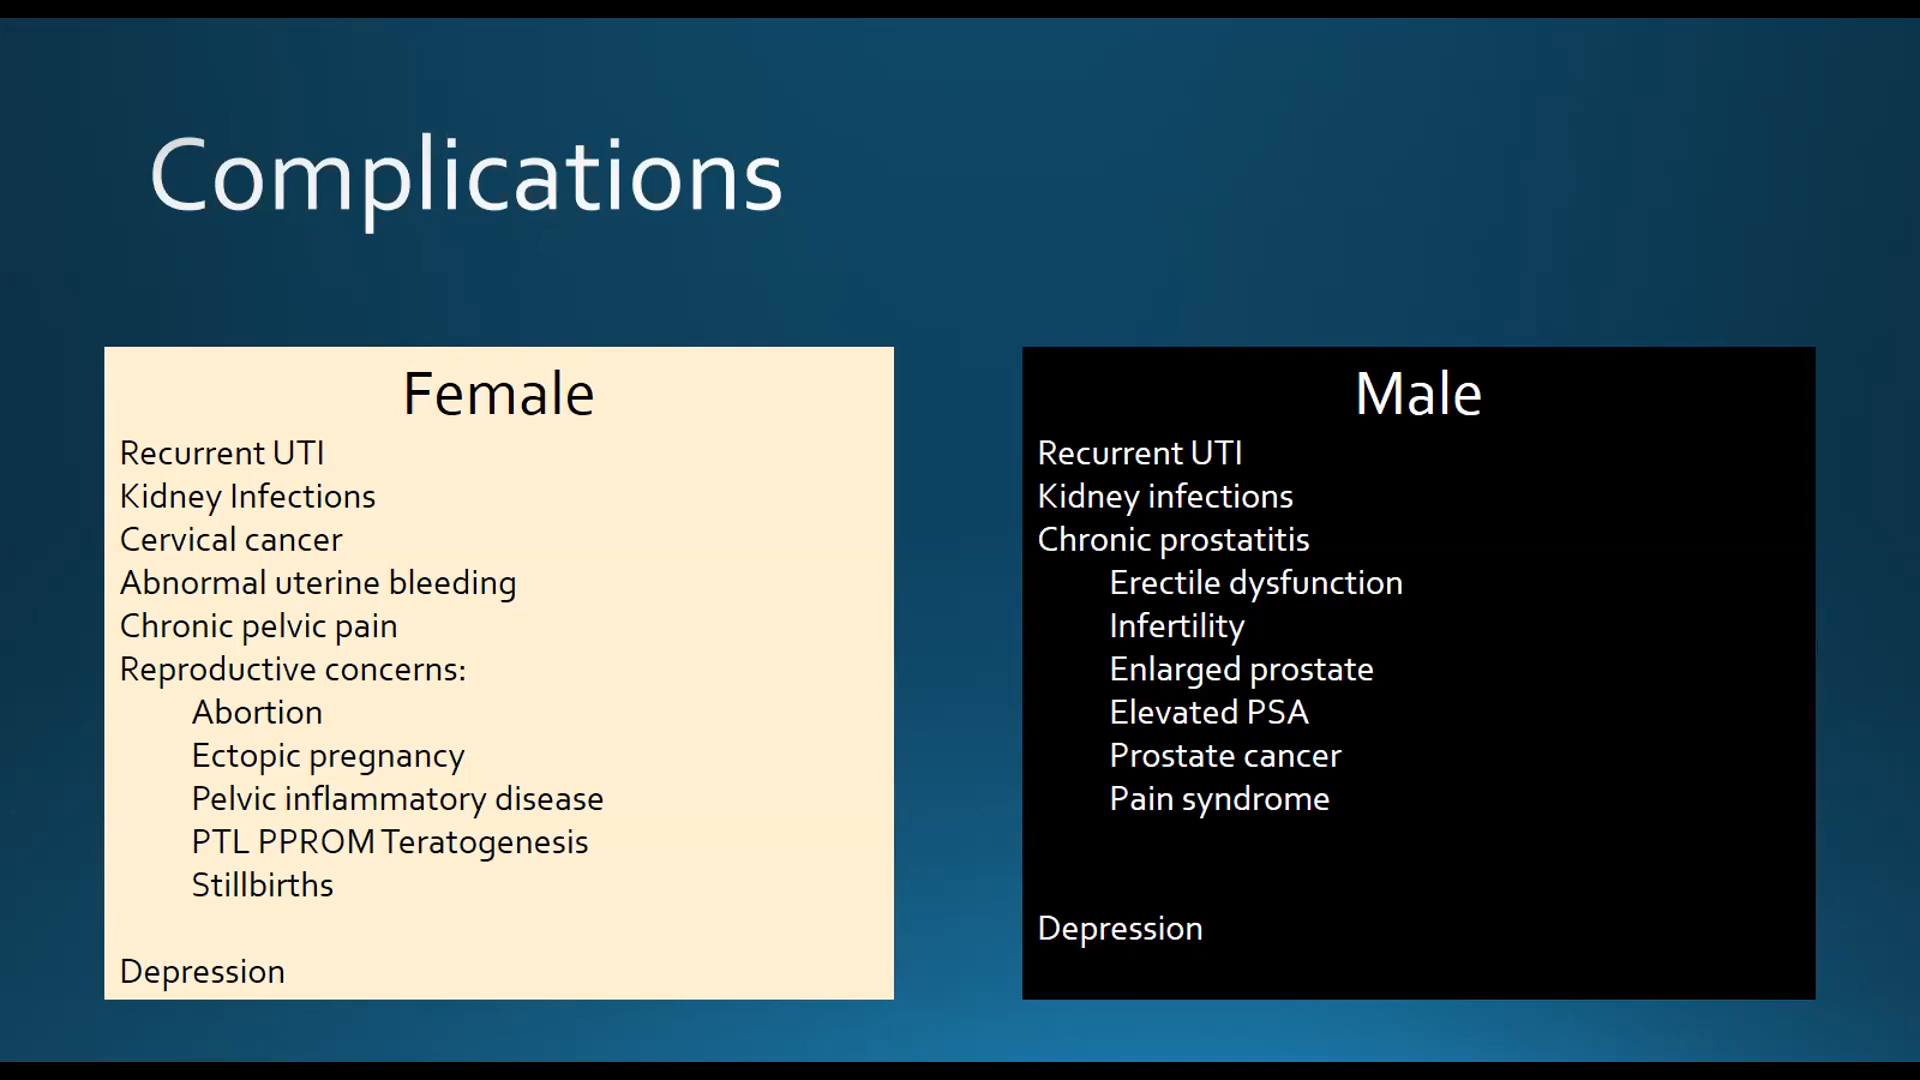 Complications
Female
Recurrent UTI
Kidney Infections
Cervical cancer
Abnormal uterine bleeding
Chronic pelvic pain
Reproductive concerns:
Abortion
Ectopic pregnancy
Pelvic inflammatory disease
PTL PPROM Teratogenesis
Stillbirths
Depression
Male
Recurrent UTI
Kidney infections
Chronic prostatitis
Erectile dysfunction
Infertility
Enlarged prostate
Elevated PSA
Prostate cancer
Pain syndrome
Depression